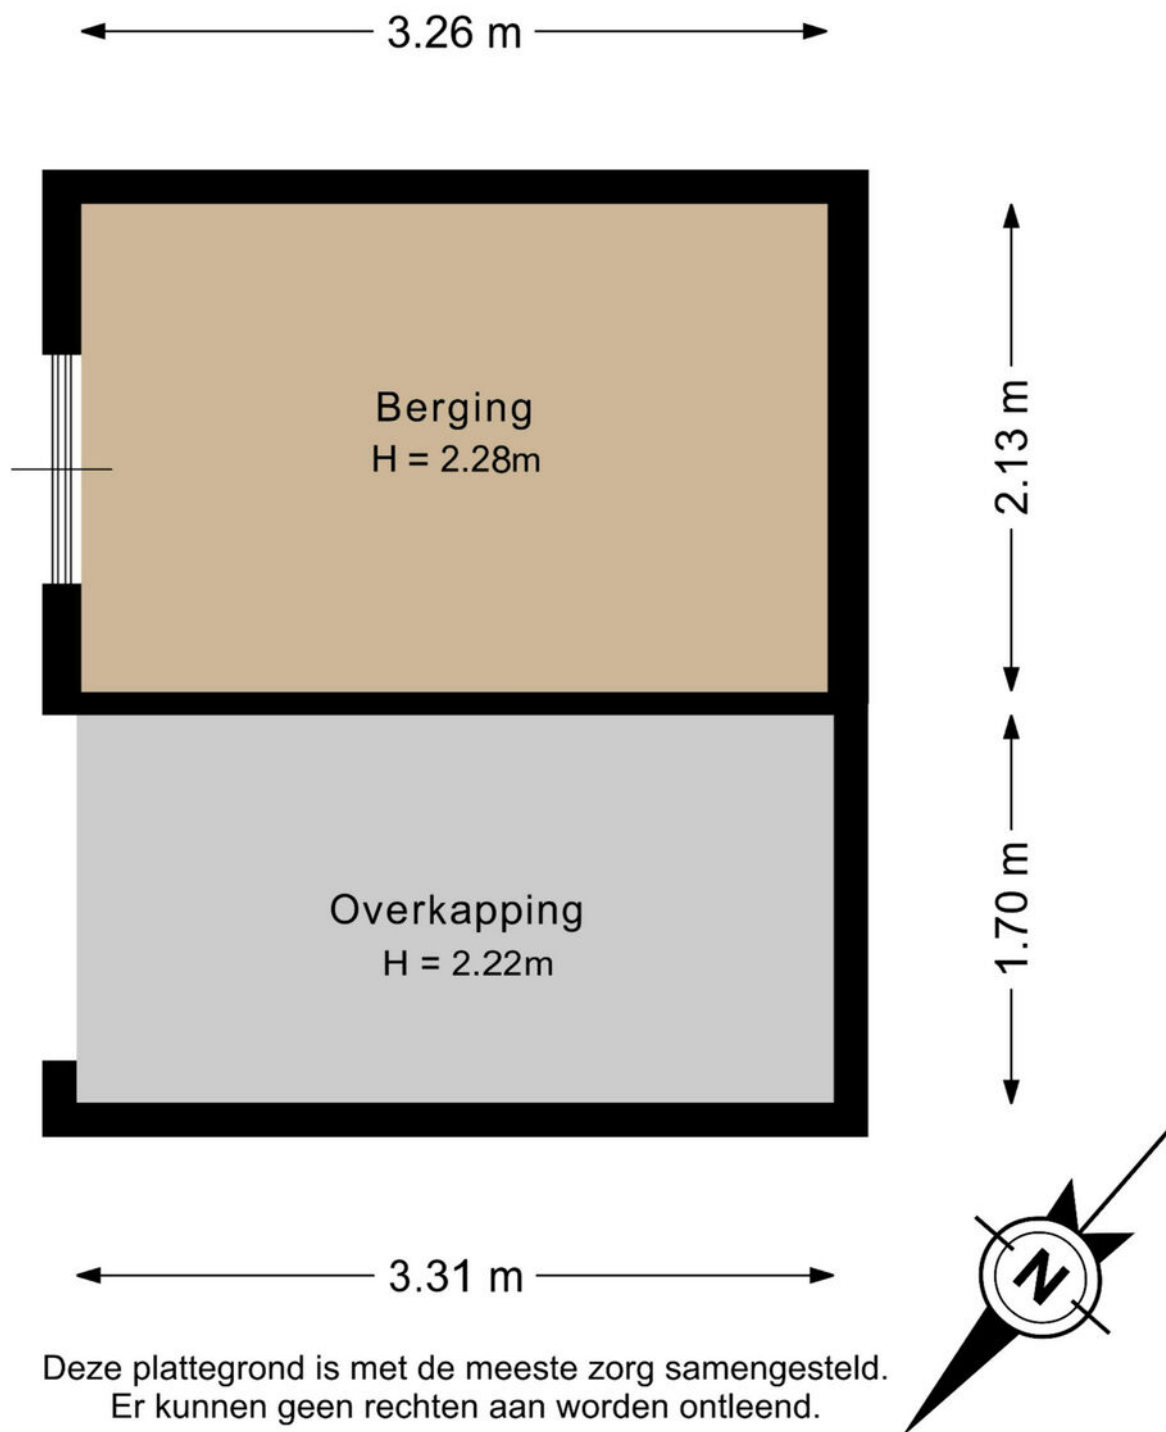 3.26 m
Berging
H = 2.28m
2.13 m
Overkapping
H = 2.22m
1.70 m
3.31 m
N
Deze plattegrond is met de meeste zorg samengesteld.
Er kunnen geen rechten aan worden ontleend.